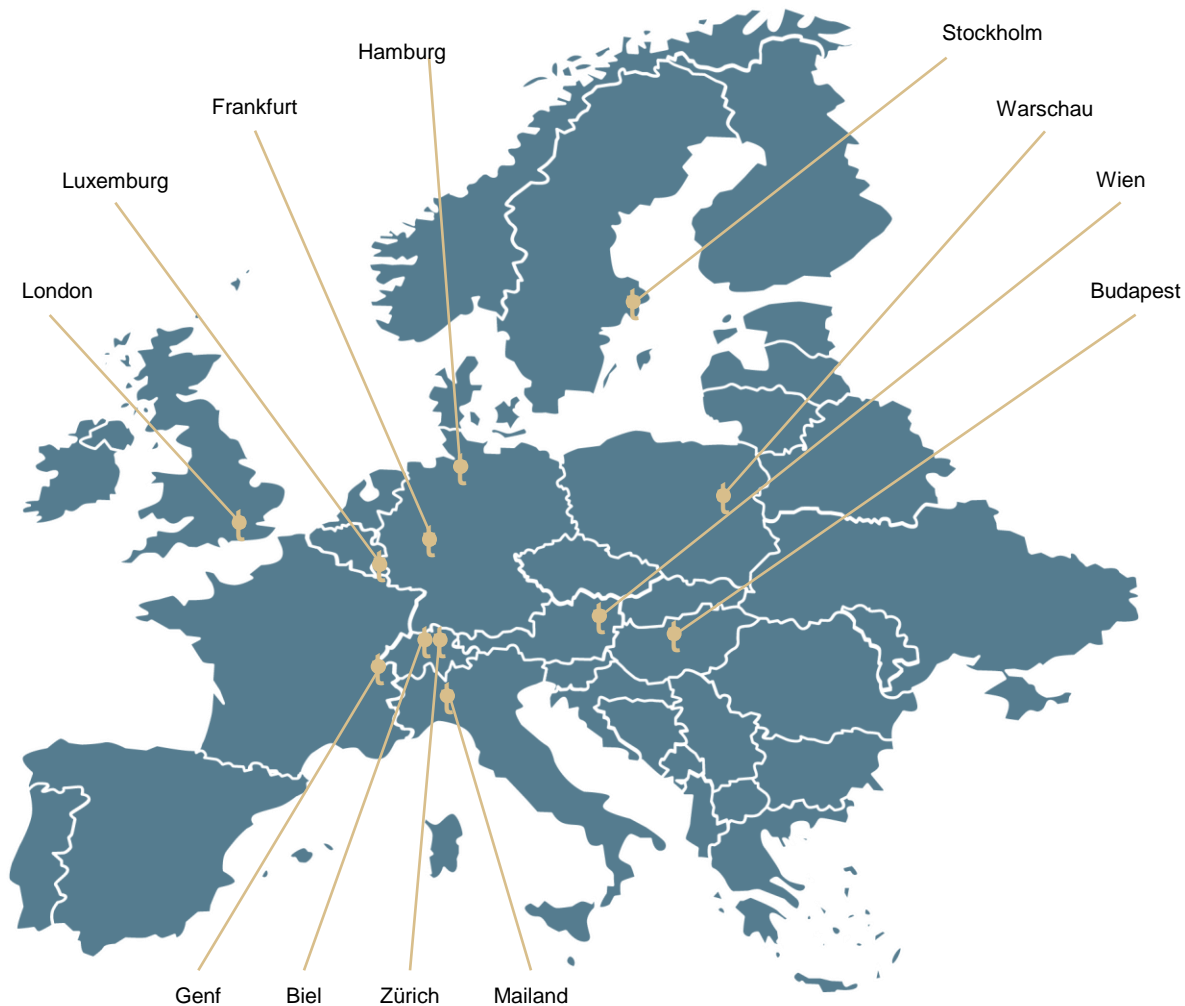 Stockholm
Hamburg
Frankfurt
Warschau
Luxemburg
Wien
London
Budapest
Genf
Biel
Zürich
Mailand